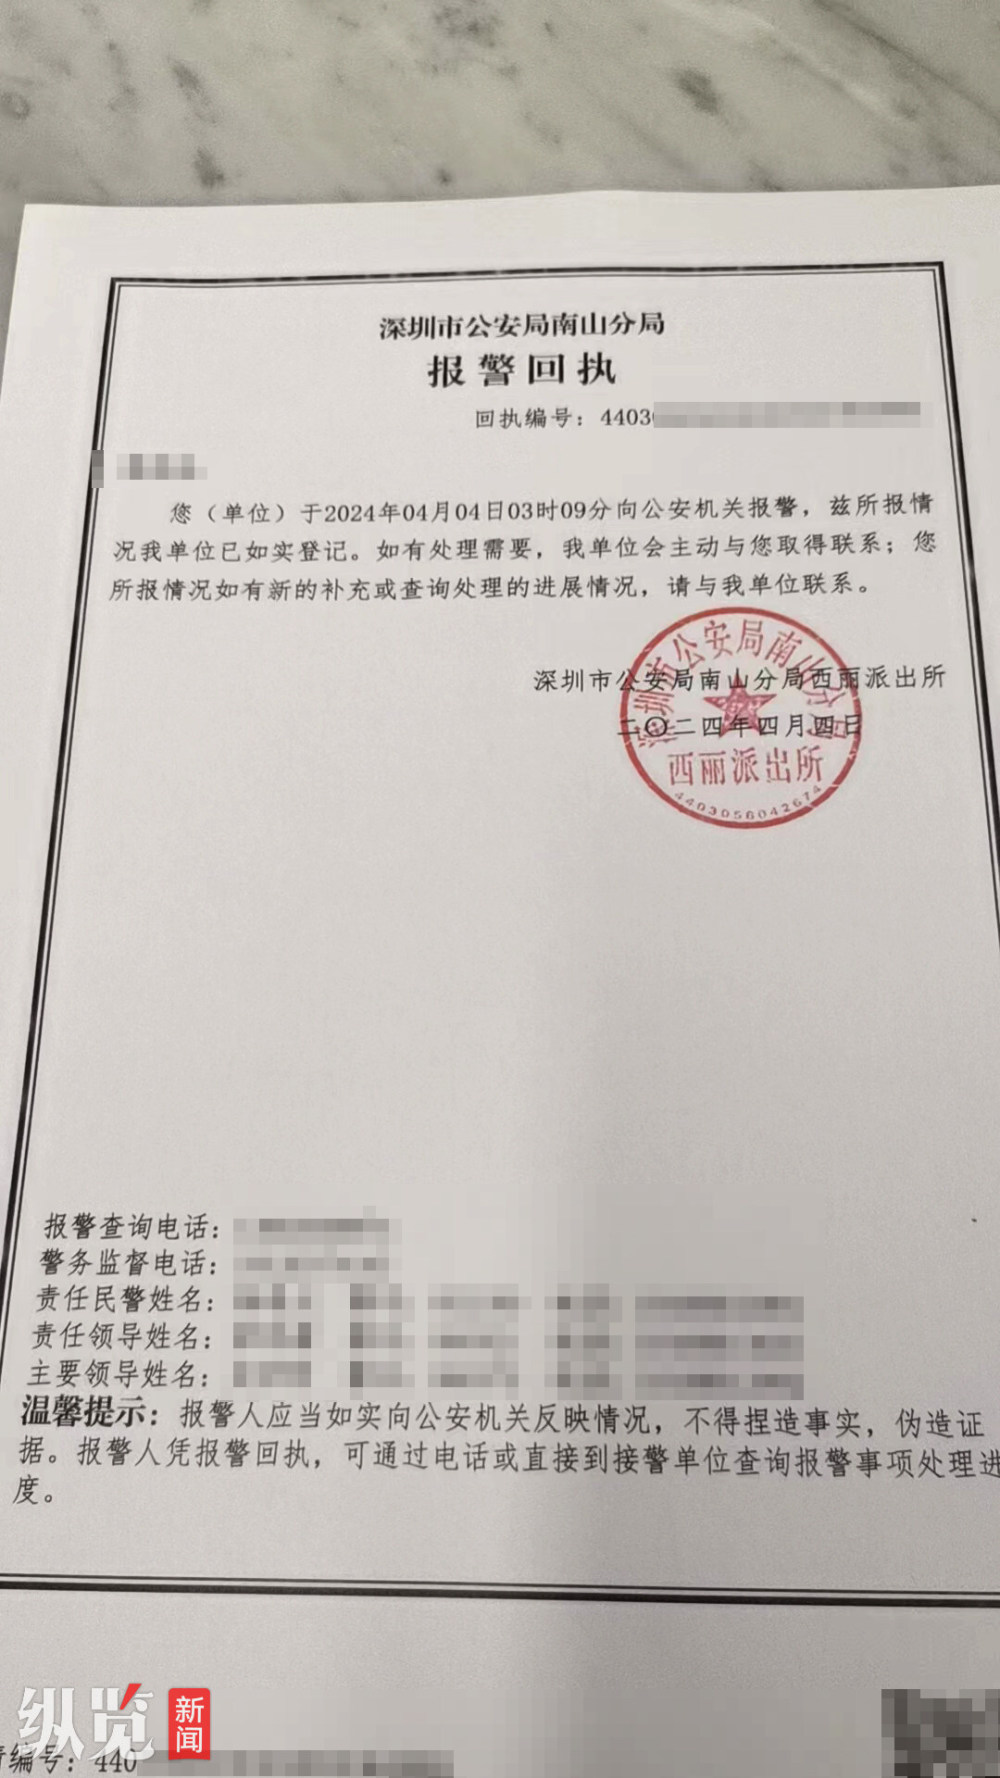 深圳市公安局南山分局
报警回执
回执编号：4403
您（单位）于2024年04月04日03时09分向公安机关报警，兹所报情
况我单位已如实登记。如有处理需要，我单位会主动与您取得联系；您
所报情况如有新的补充或查询处理的进展情况，请与我单位联系。
深圳市公安局南山分局西丽派出所
二〇二四年四月四日
深圳市公安局南山分局
西丽派出所
4403056042674
报警查询电话：
警务监督电话：
责任民警姓名：
责任领导姓名：
主要领导姓名：
温馨提示：报警人应当如实向公安机关反映情况，不得捏造事实，伪造证
据。报警人凭报警回执，可通过电话或直接到接警单位查询报警事项处理进
度。
纵览
新闻
编号：440